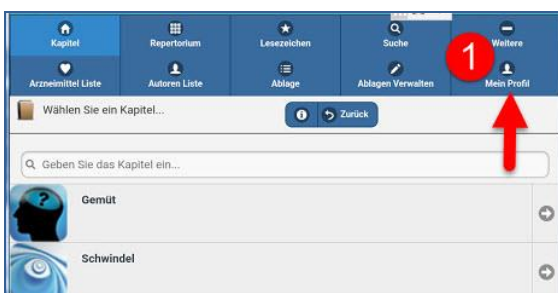 Kapitel
Repertorium
Lesezeichen
Suche
Weitere
1
Arzneimittel Liste
Autoren Liste
Ablage
Ablagen Verwalten
Mein Profil
Wählen Sie ein Kapitel...
Zurück
Geben Sie das Kapitel ein...
Gemüt
Schwindel